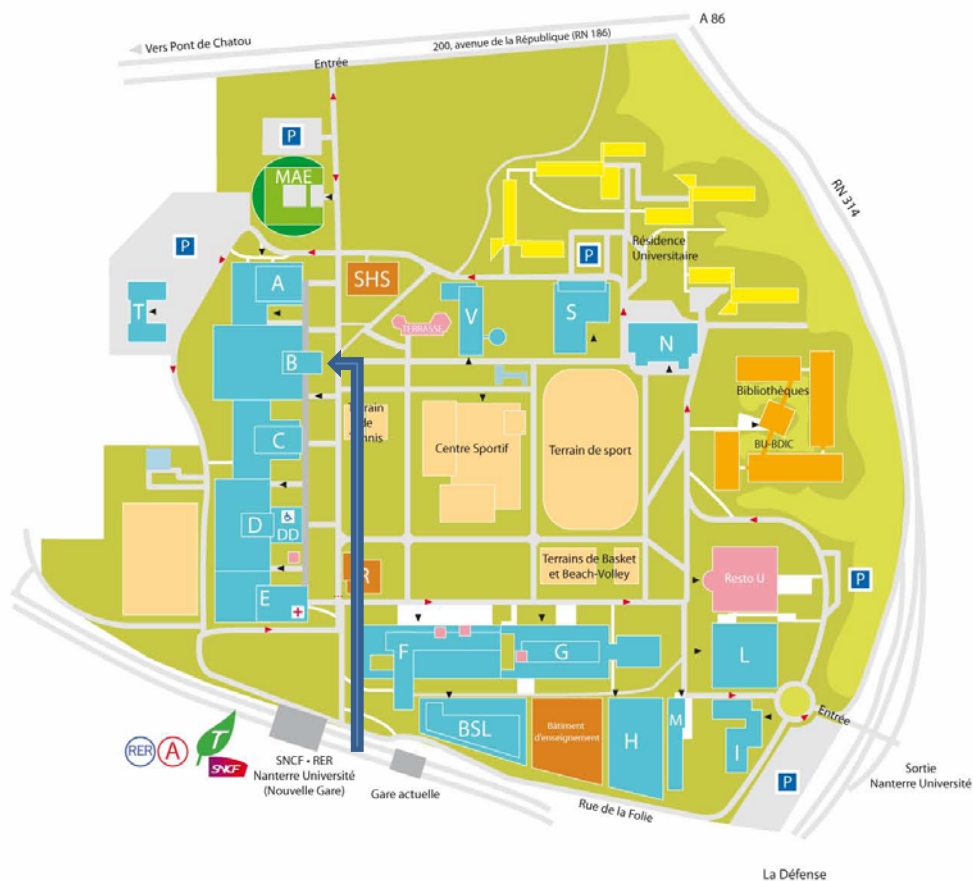 A 86
Vers Pont de Chatou
200, avenue de la République (RN 186)
Entrée
P
MAE
RN 314
P
Résidence
Universitaire
P
A
SHS
T
V
S
TERRASSE
N
B
Bibliothèques
BU-BDIC
Terrain
de
Tennis
Centre Sportif
Terrain de sport
C
D
DD
Terrains de Basket
et Beach-Volley
R
Resto U
P
E
F
G
L
Entrée
BSL
Bâtiment
d'enseignement
H
M
I
RER
A
T
SNCF
SNCF • RER
Nanterre Université
(Nouvelle Gare)
Gare actuelle
Rue de la Folie
P
Sortie
Nanterre Université
La Défense